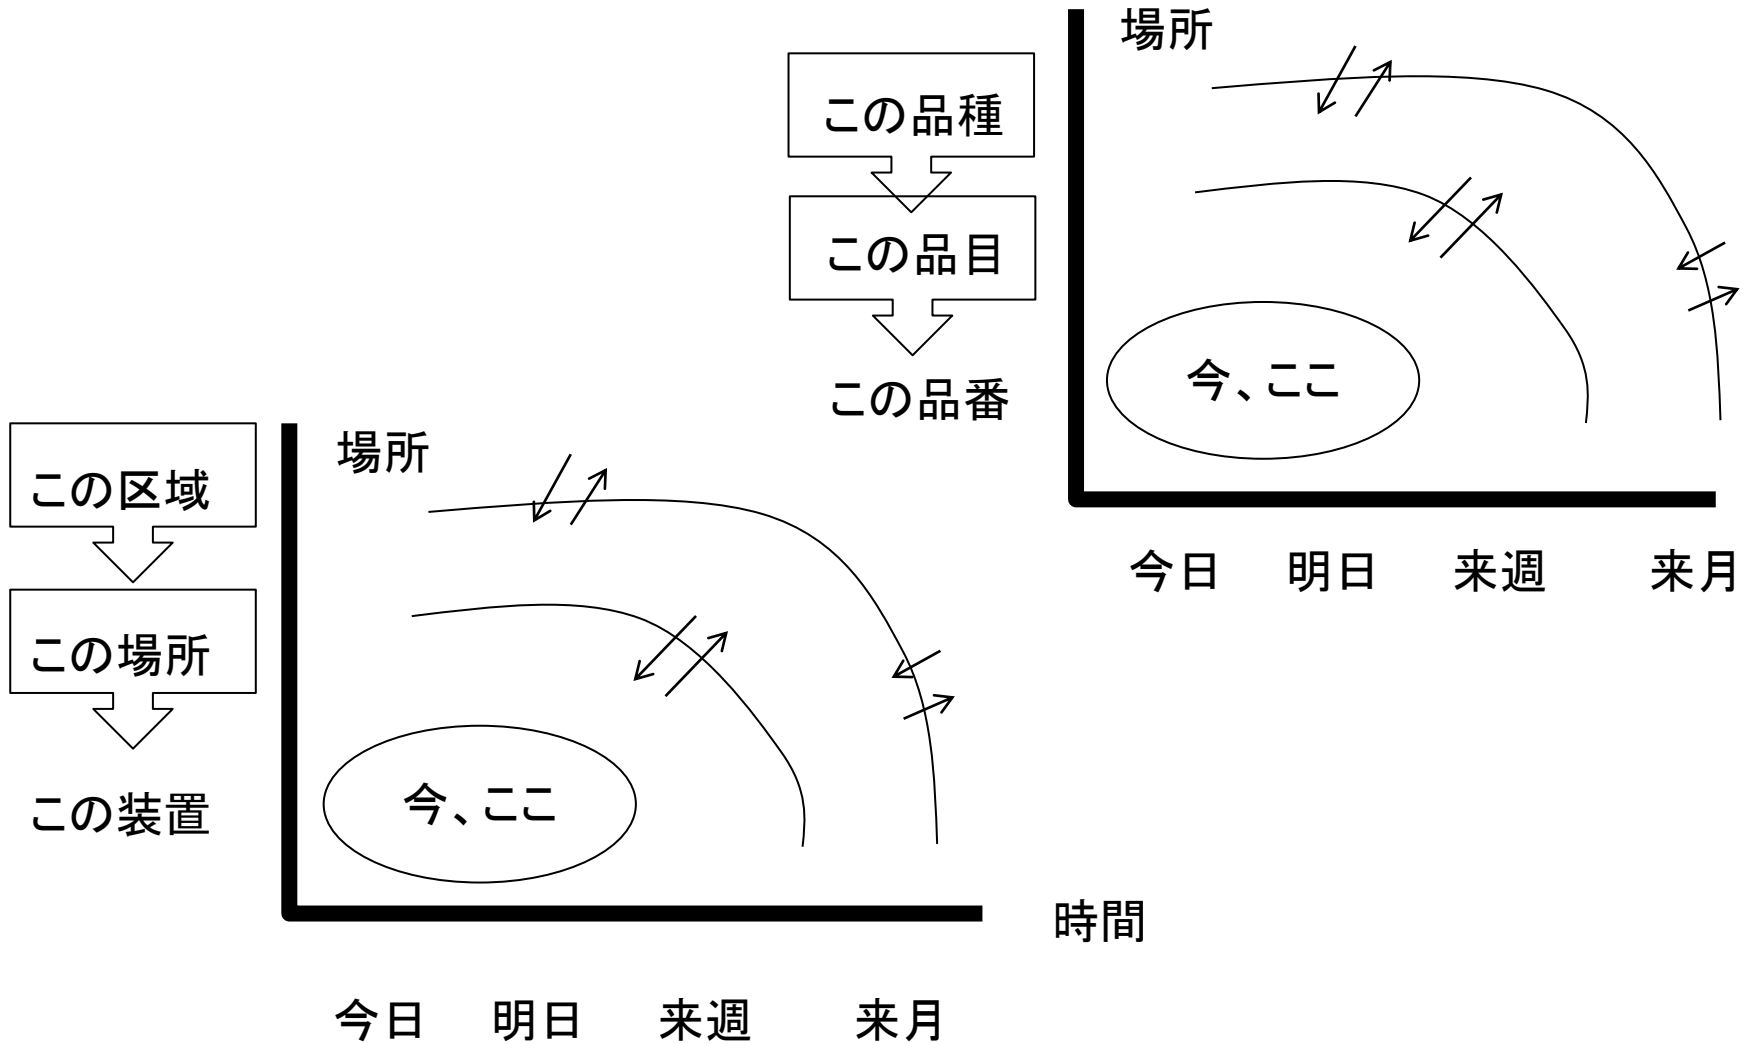 場所
この品種
この品目
今、ここ
この品番
今日 明日 来週 来月
場所
この区域
この場所
今、ここ
この装置
時間
今日 明日 来週 来月